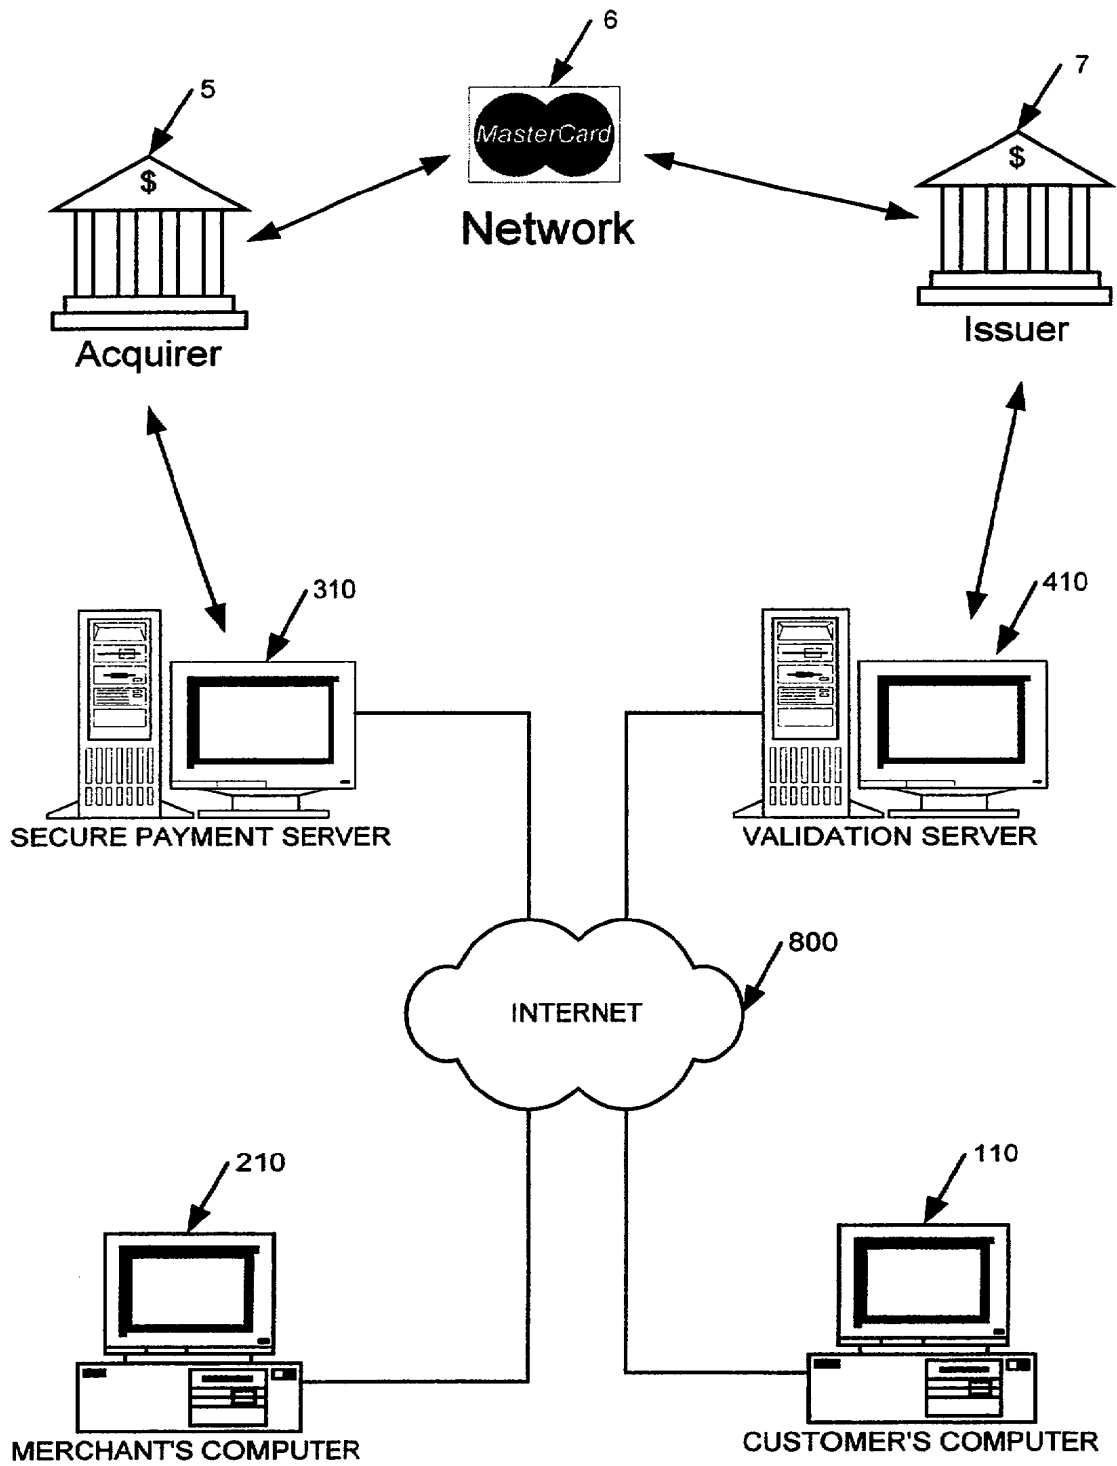 6
5
7
$
MasterCard
$
Network
Acquirer
Issuer
310
410
SECURE PAYMENT SERVER
VALIDATION SERVER
800
INTERNET
210
110
MERCHANT'S COMPUTER
CUSTOMER'S COMPUTER